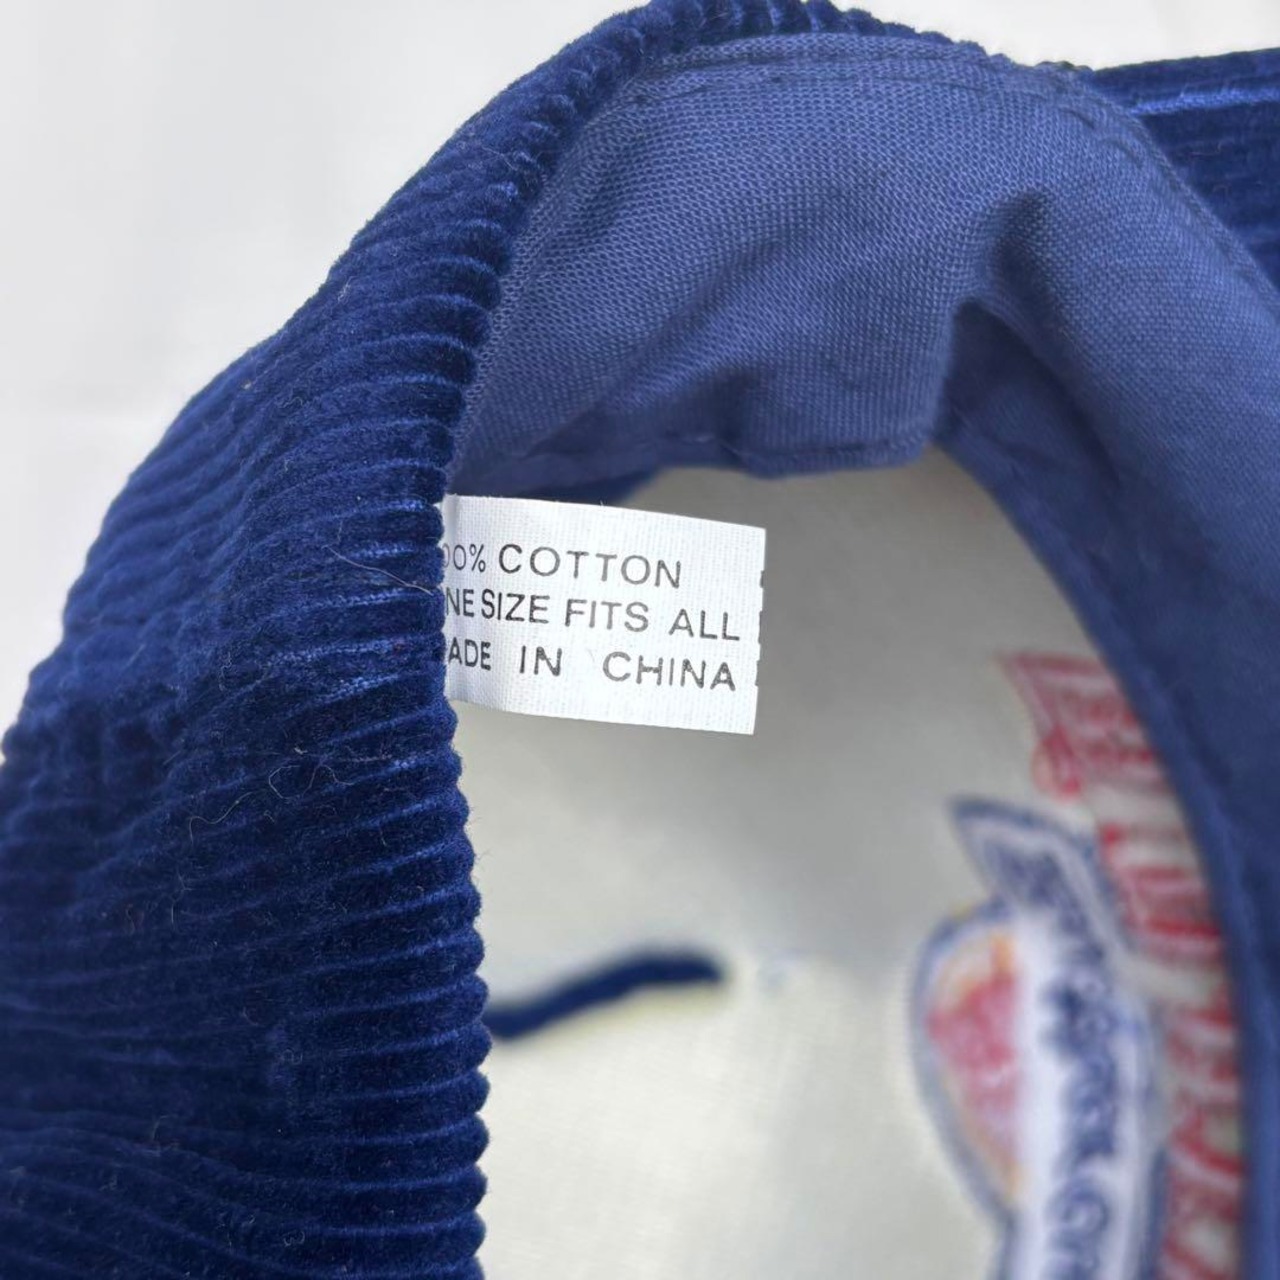 00% COTTON
NE SIZE FITS ALL
ADE IN CHINA